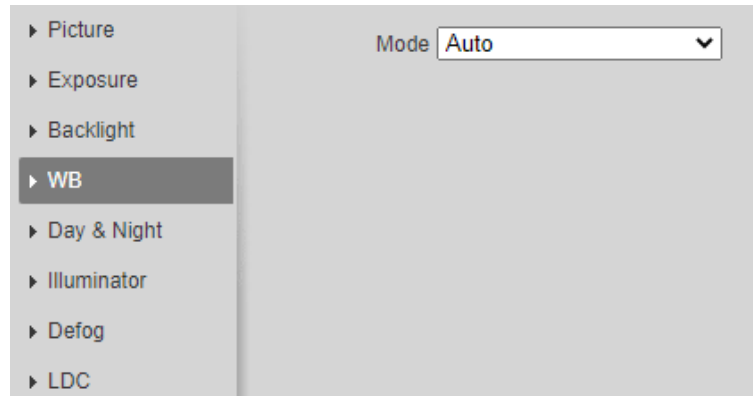 Picture
Exposure
Backlight
WB
Day & Night
Illuminator
Defog
LDC
Mode Auto